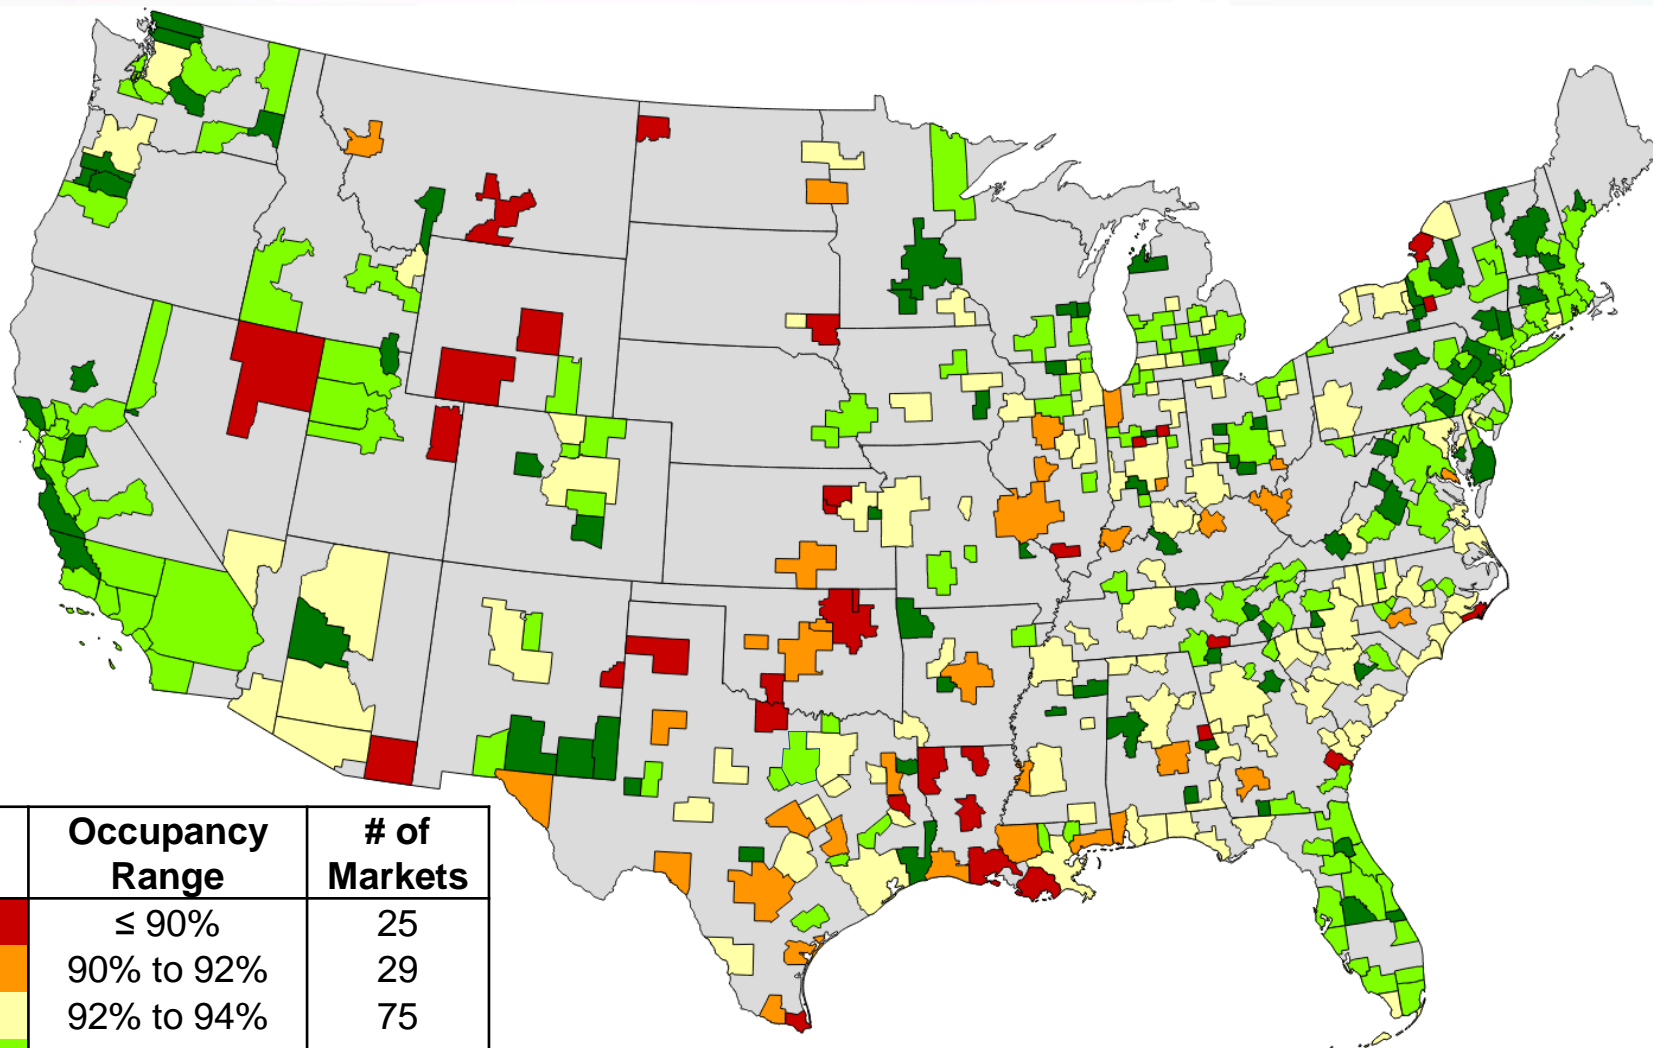 Occupancy # of
Range Markets
≤ 90% 25
90% to 92% 29
92% to 94% 75